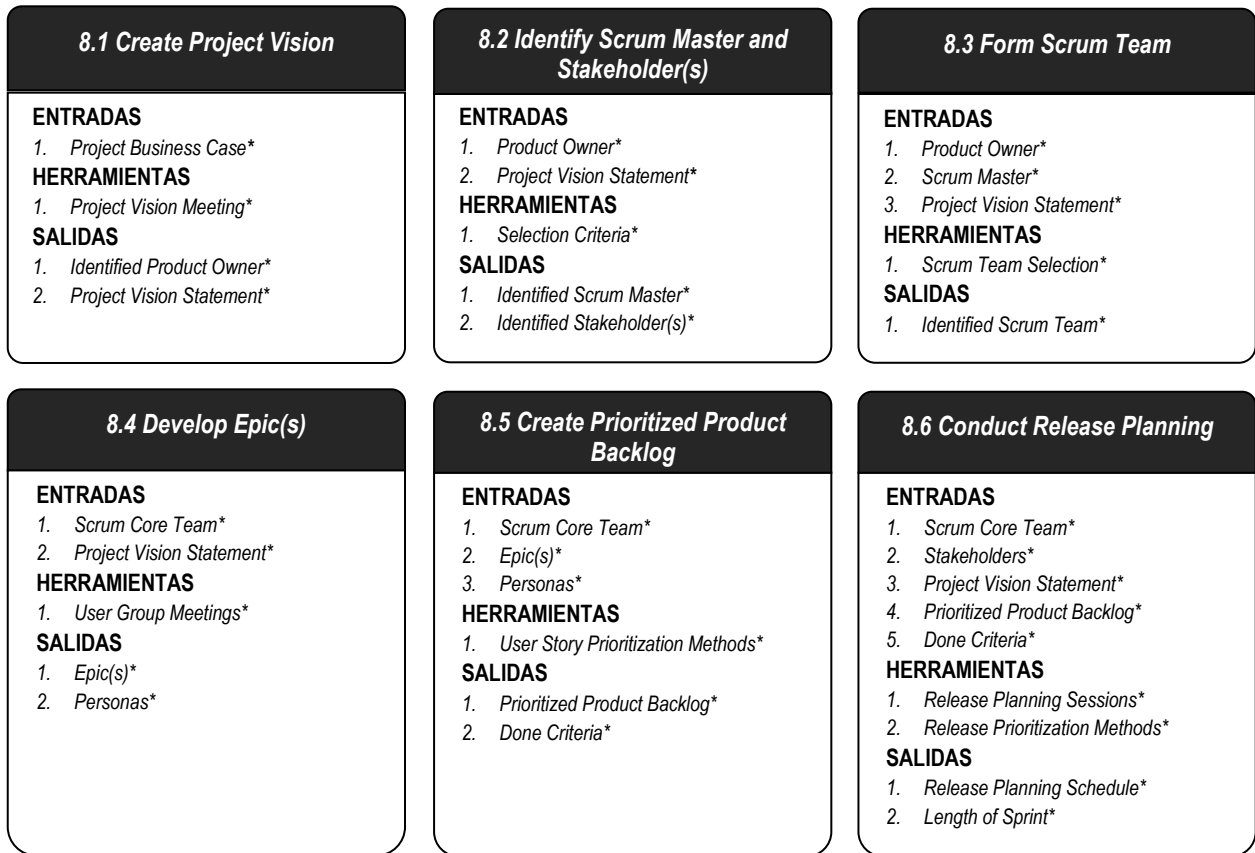 8.1 Create Project Vision
ENTRADAS
1. Project Business Case*
HERRAMIENTAS
1. Project Vision Meeting*
SALIDAS
1. Identified Product Owner*
2. Project Vision Statement*
8.2 Identify Scrum Master and
Stakeholder(s)
ENTRADAS
1. Product Owner*
2. Project Vision Statement*
HERRAMIENTAS
1. Selection Criteria*
SALIDAS
1. Identified Scrum Master*
2. Identified Stakeholder(s)*
8.3 Form Scrum Team
ENTRADAS
1. Product Owner*
2. Scrum Master*
3. Project Vision Statement*
HERRAMIENTAS
1. Scrum Team Selection*
SALIDAS
1. Identified Scrum Team*
8.4 Develop Epic(s)
ENTRADAS
1. Scrum Core Team*
2. Project Vision Statement*
HERRAMIENTAS
1. User Group Meetings*
SALIDAS
1. Epic(s)*
2. Personas*
8.5 Create Prioritized Product
Backlog
ENTRADAS
1. Scrum Core Team*
2. Epic(s)*
3. Personas*
HERRAMIENTAS
1. User Story Prioritization Methods*
SALIDAS
1. Prioritized Product Backlog*
2. Done Criteria*
8.6 Conduct Release Planning
ENTRADAS
1. Scrum Core Team*
2. Stakeholders*
3. Project Vision Statement*
4. Prioritized Product Backlog*
5. Done Criteria*
HERRAMIENTAS
1. Release Planning Sessions*
2. Release Prioritization Methods*
SALIDAS
1. Release Planning Schedule*
2. Length of Sprint*